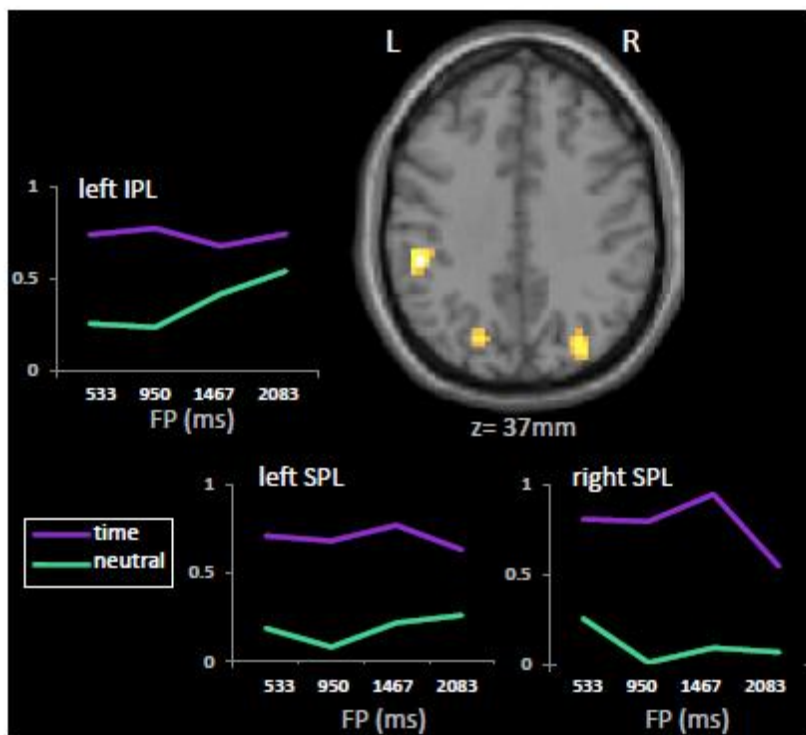 L R
left IPL
1
0.5
0
533 950 1467 2083
FP (ms)
z= 37mm
left SPL
1
0.5
0
533 950 1467 2083
FP (ms)
right SPL
1
0.5
0
533 950 1467 2083
FP (ms)
time
neutral